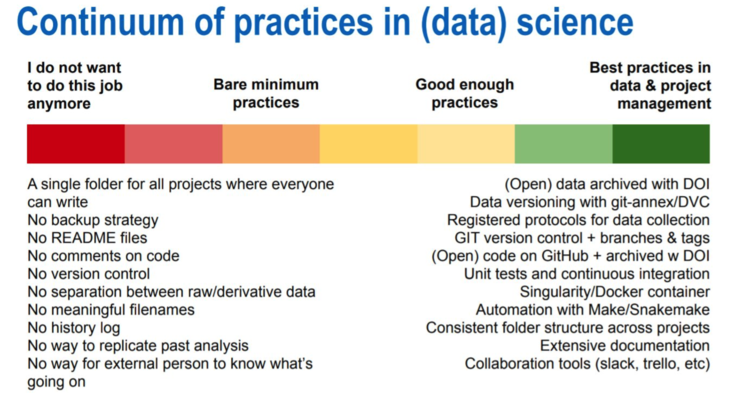 Continuum of practices in (data) science
I do not want
to do this job
anymore
Bare minimum
practices
Good enough
practices
Best practices in
data & project
management
A single folder for all projects where everyone
can write
No backup strategy
No README files
No comments on code
No version control
No separation between raw/derivative data
No meaningful filenames
No history log
No way to replicate past analysis
No way for external person to know what's
going on
(Open) data archived with DOI
Data versioning with git-annex/DVC
Registered protocols for data collection
GIT version control + branches & tags
(Open) code on GitHub + archived w DOI
Unit tests and continuous integration
Singularity/Docker container
Automation with Make/Snakemake
Consistent folder structure across projects
Extensive documentation
Collaboration tools (slack, trello, etc)